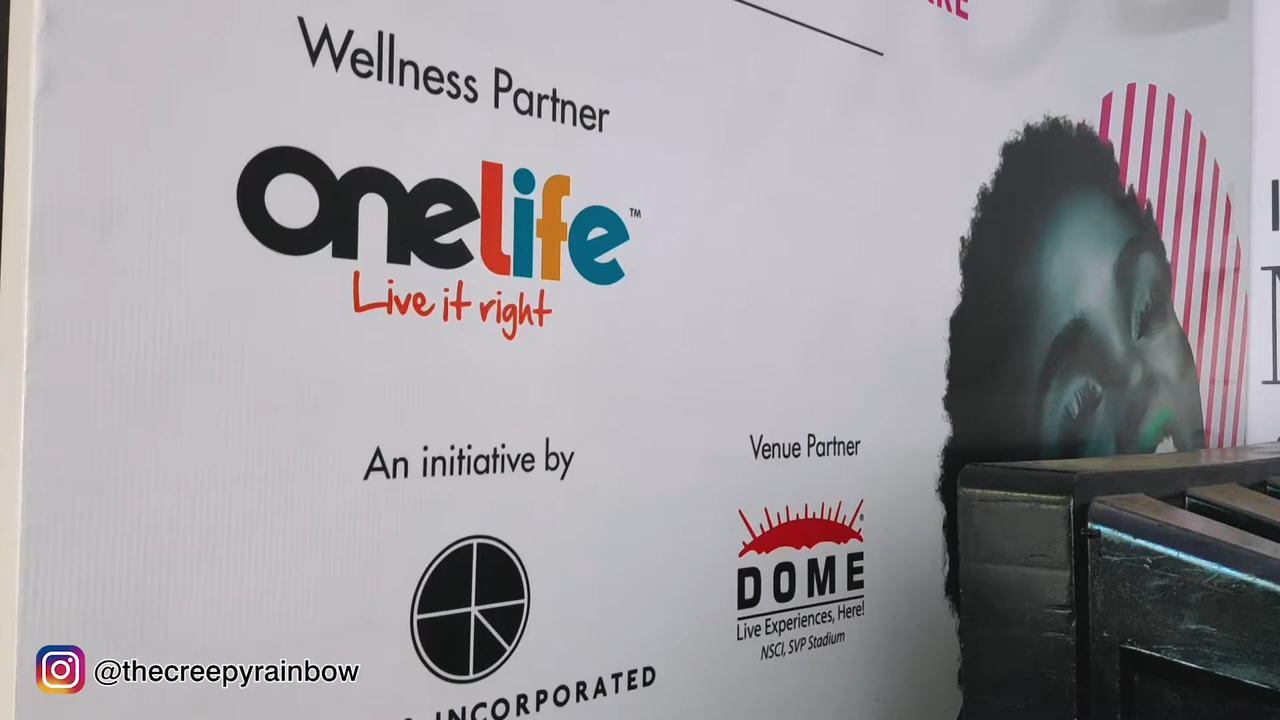 Wellness Partner
onelife™
Live it right
An initiative by
INCORPORATED
Venue Partner
DOME®
Live Experiences, Here!
NSCI, SVP Stadium
@thecreepyrainbow